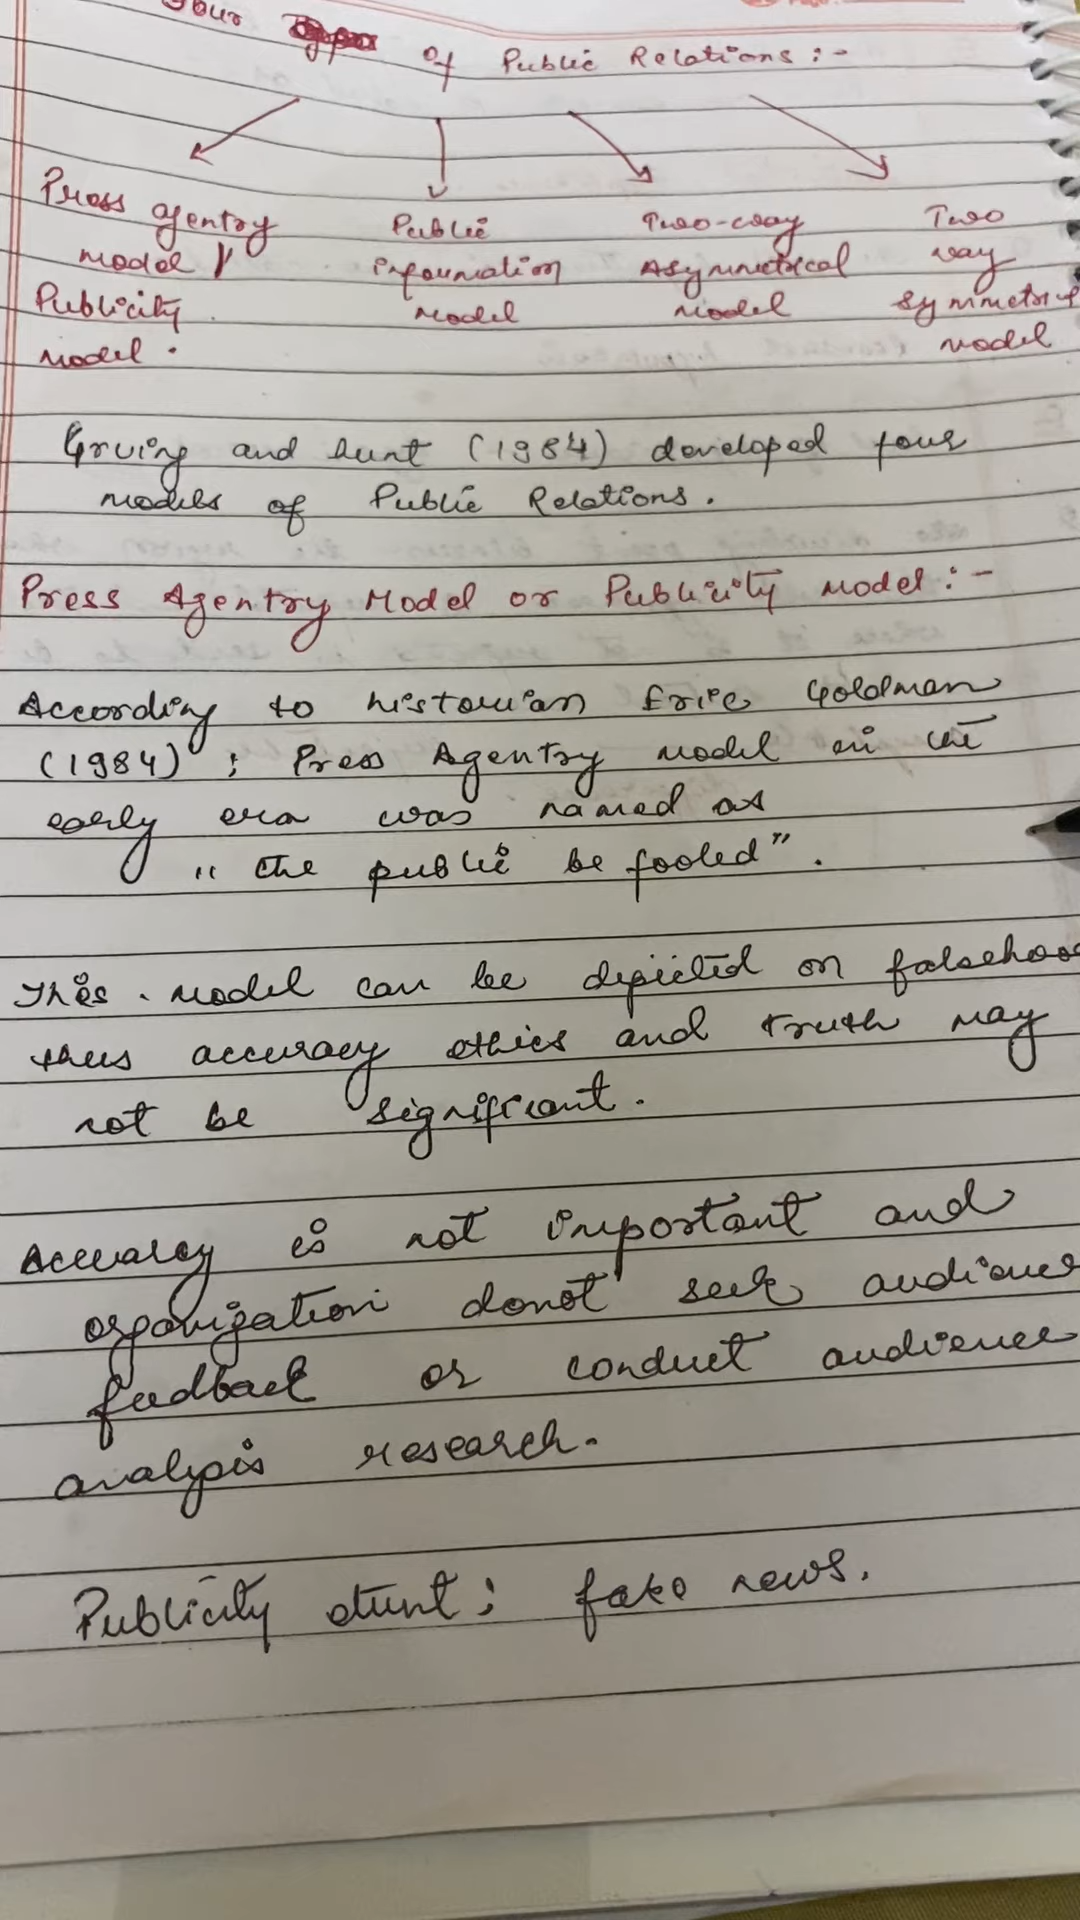 Four of Public Relations :-
Press agentry model / Publicity model.
Public information model
Two-way Asymmetrical model
Two way symmetric model
Gruing and hunt (1984) developed four
models of Public Relations.
Press Agentry Model or Publicity model :-
According to historian Eric Goldman
(1984) ; Press Agentry model in the
early era was named as
" the public be fooled".
This . model can be depicted on falsehoo
thus accuracy ethics and truth may
not be significant.
Accuracy is not important and
organization donot seek audience
feedback or conduct audience
analysis research.
Publicity stunt ; fake news.